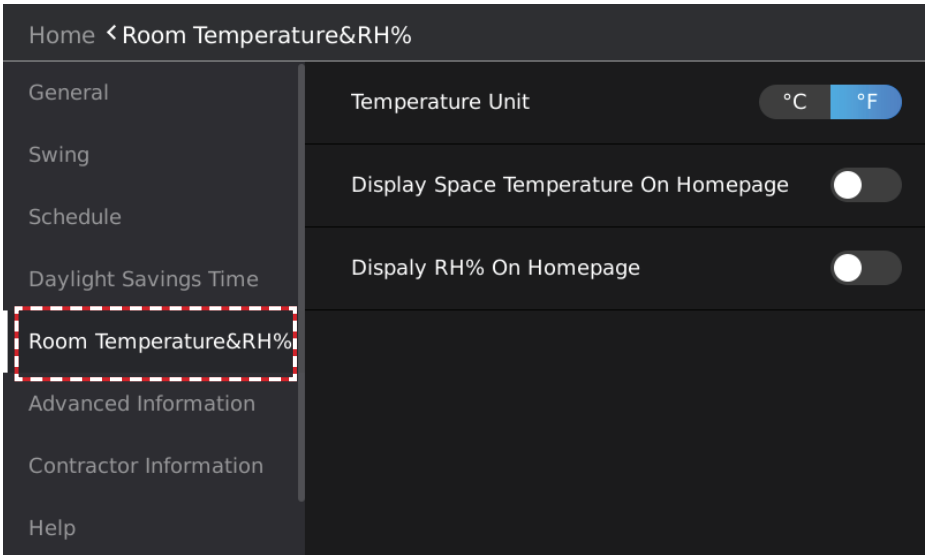 Home < Room Temperature&RH%
General
Swing
Schedule
Daylight Savings Time
Room Temperature&RH%
Advanced Information
Contractor Information
Help
Temperature Unit °C °F
Display Space Temperature On Homepage
Dispaly RH% On Homepage